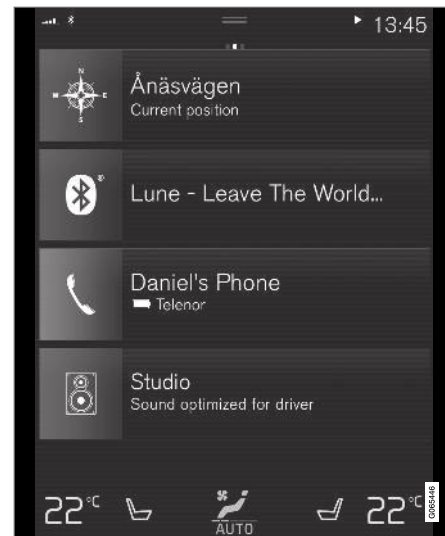 13:45
N
E
S
Ånäsvägen
Current position
Lune - Leave The World...
Daniel's Phone
Telenor
Studio
Sound optimized for driver
22°C
AUTO
22°C
G065446